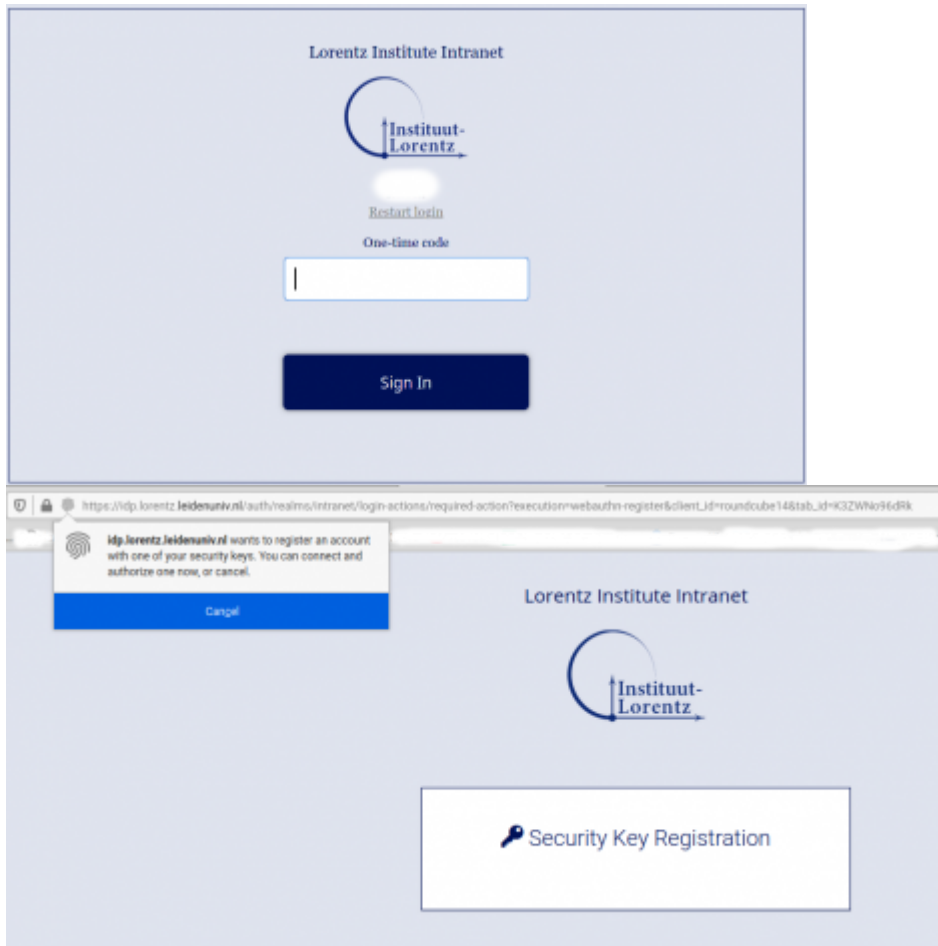 Lorentz Institute Intranet
Instituut-
Lorentz
Restart login
One-time code
Sign In
https://idp.lorentz.leidenuniv.nl/auth/realms/intranet/login-actions/required-action?execution=webauthn-register&client_id=roundcube14&tab_id=K3ZWNo96dRk
idp.lorentz.leidenuniv.nl wants to register an account
with one of your security keys. You can connect and
authorize one now, or cancel.
Cancel
Lorentz Institute Intranet
Instituut-
Lorentz
Security Key Registration